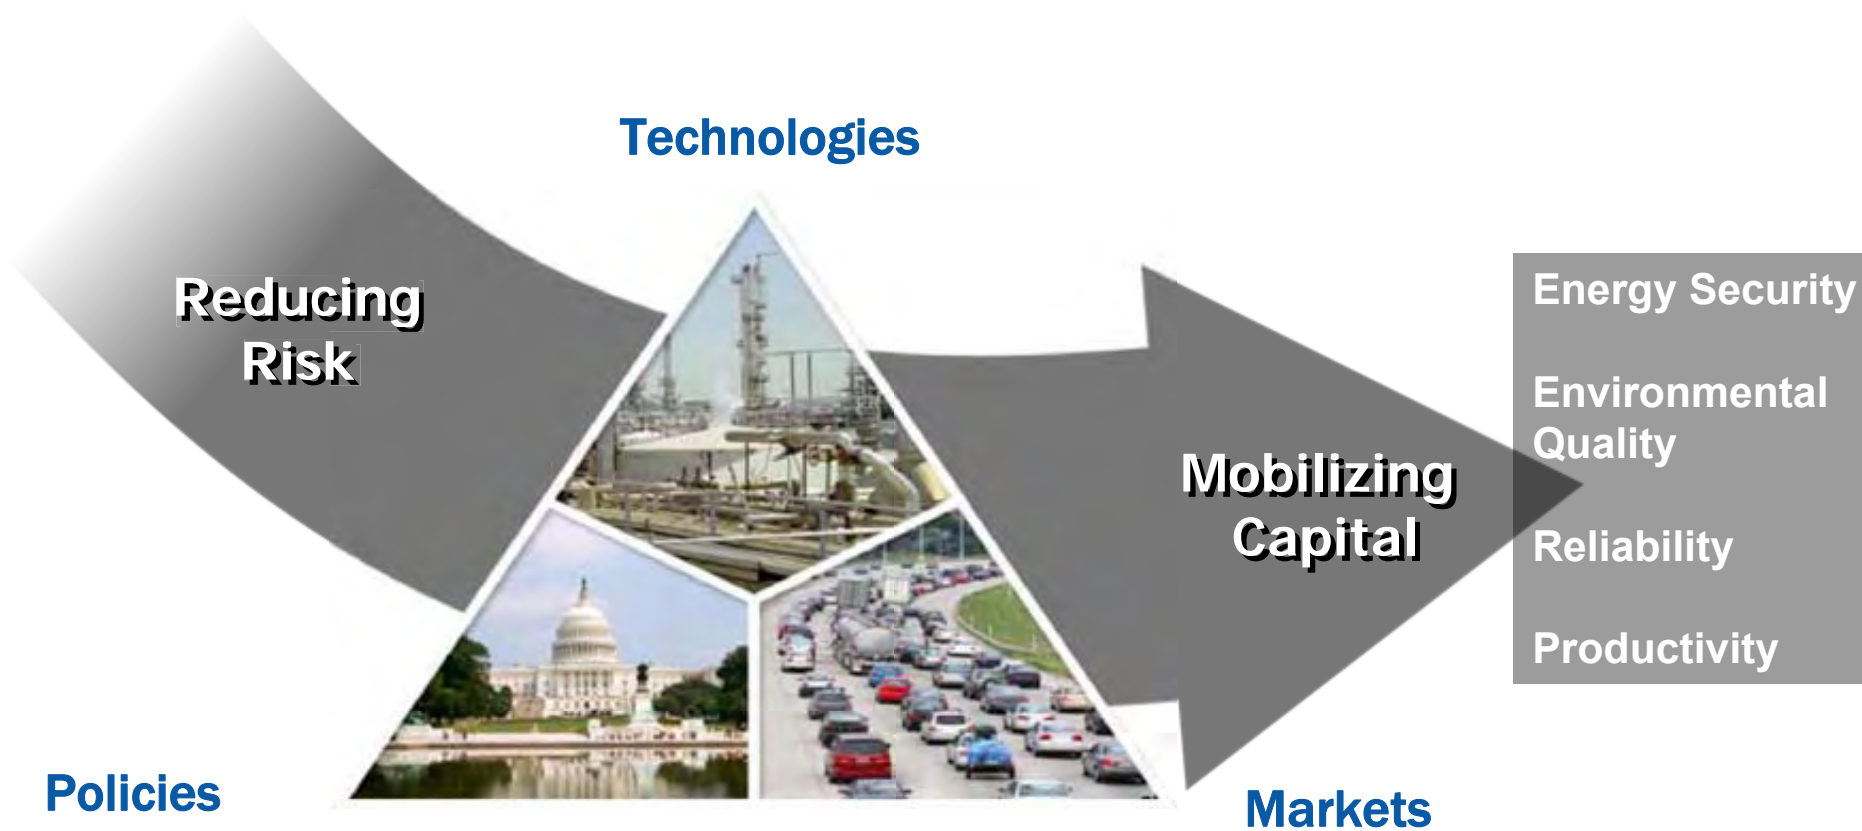 Technologies
Reducing
Risk
Energy Security
Environmental
Quality
Mobilizing
Capital
Reliability
Productivity
Policies
Markets